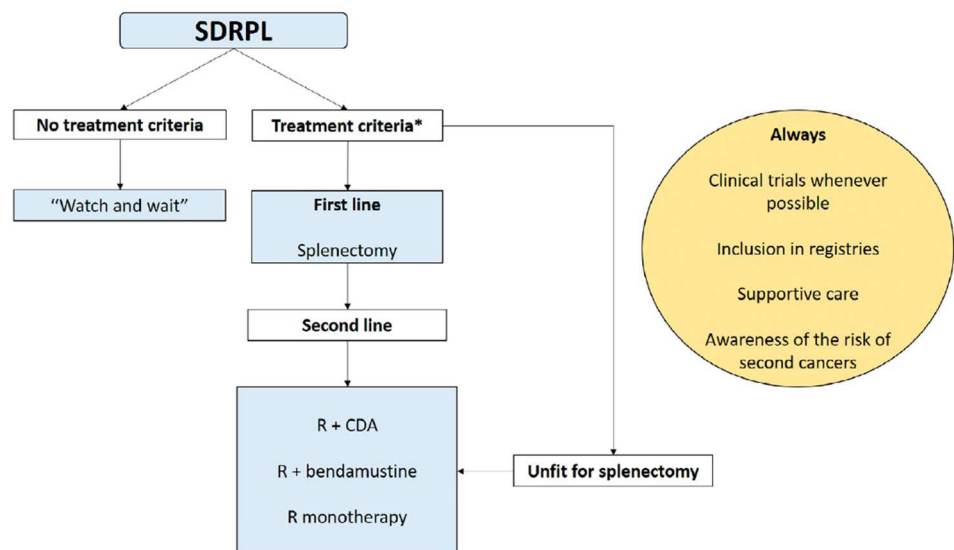 SDRPL
No treatment criteria
Treatment criteria*
“Watch and wait”
First line
Splenectomy
Second line
R + CDA
R + bendamustine
R monotherapy
Unfit for splenectomy
Always
Clinical trials whenever
possible
Inclusion in registries
Supportive care
Awareness of the risk of
second cancers